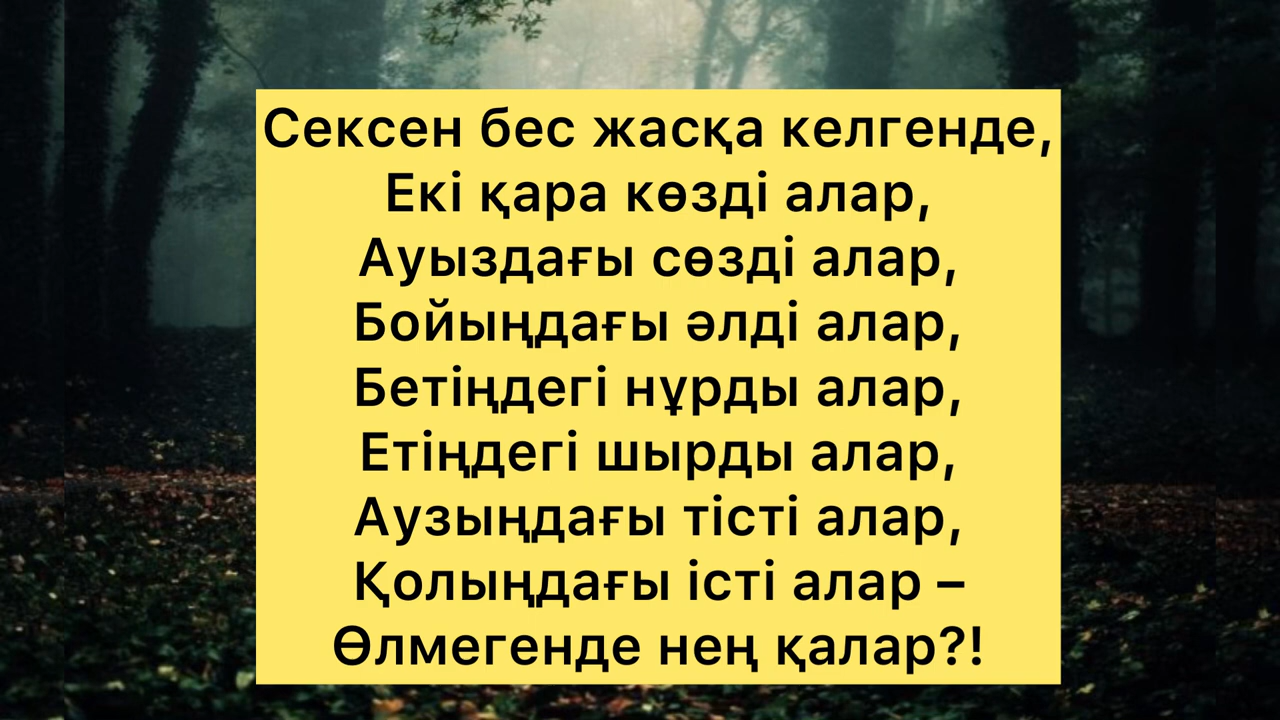 Сексен бес жасқа келгенде,
Екі қара көзді алар,
Ауыздағы сөзді алар,
Бойыңдағы әлді алар,
Бетіңдегі нұрды алар,
Етіңдегі шырды алар,
Аузыңдағы тісті алар,
Қолыңдағы істі алар –
Өлмегенде нең қалар?!